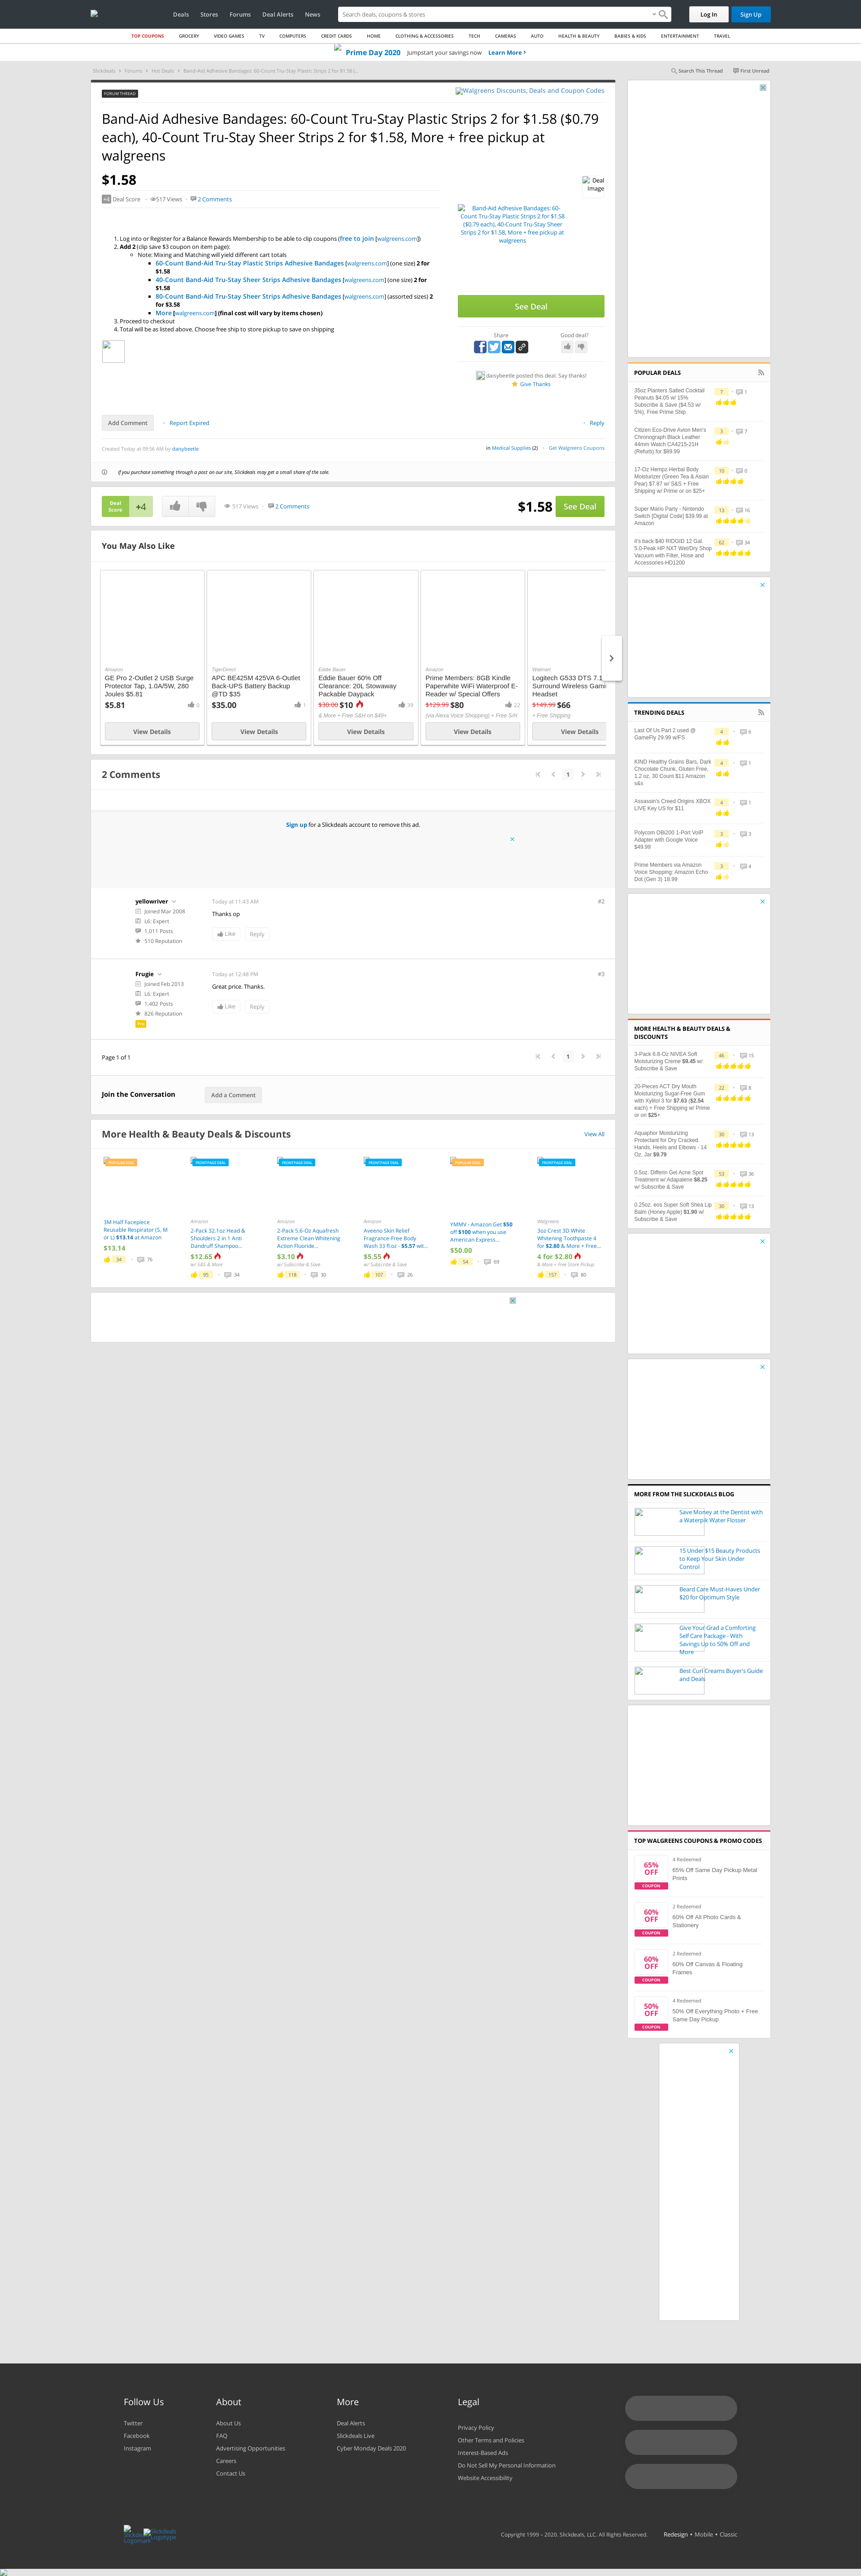 Deals Stores Forums Deal Alerts News
Search deals, coupons & stores
Log In Sign Up
TOP COUPONS GROCERY VIDEO GAMES TV COMPUTERS CREDIT CARDS HOME CLOTHING & ACCESSORIES TECH CAMERAS AUTO HEALTH & BEAUTY BABIES & KIDS ENTERTAINMENT TRAVEL
Prime Day 2020 Jumpstart your savings now Learn More
Slickdeals Forums Hot Deals Band-Aid Adhesive Bandages: 60-Count Tru-Stay Plastic Strips 2 for $1.58 (...
Search This Thread First Unread
FORUM THREAD
Walgreens Discounts, Deals and Coupon Codes
Band-Aid Adhesive Bandages: 60-Count Tru-Stay Plastic Strips 2 for $1.58 ($0.79
each), 40-Count Tru-Stay Sheer Strips 2 for $1.58, More + free pickup at
walgreens
$1.58
+4 Deal Score 517 Views 2 Comments
1. Log into or Register for a Balance Rewards Membership to be able to clip coupons (free to join [walgreens.com])
2. Add 2 (clip save $3 coupon on item page):
Note: Mixing and Matching will yield different cart totals
60-Count Band-Aid Tru-Stay Plastic Strips Adhesive Bandages [walgreens.com] (one size) 2 for
$1.58
40-Count Band-Aid Tru-Stay Sheer Strips Adhesive Bandages [walgreens.com] (one size) 2 for
$1.58
80-Count Band-Aid Tru-Stay Sheer Strips Adhesive Bandages [walgreens.com] (assorted sizes) 2
for $3.58
More [walgreens.com] (final cost will vary by items chosen)
3. Proceed to checkout
4. Total will be as listed above. Choose free ship to store pickup to save on shipping
Deal
Image
Band-Aid Adhesive Bandages: 60-
Count Tru-Stay Plastic Strips 2 for $1.58
($0.79 each), 40-Count Tru-Stay Sheer
Strips 2 for $1.58, More + free pickup at
walgreens
See Deal
Share Good deal?
daisybeetle posted this deal. Say thanks!
Give Thanks
Add Comment Report Expired Reply
Created Today at 09:56 AM by daisybeetle
in Medical Supplies (2) Get Walgreens Coupons
If you purchase something through a post on our site, Slickdeals may get a small share of the sale.
Deal
Score
+4
517 Views 2 Comments
$1.58 See Deal
You May Also Like
Amazon
GE Pro 2-Outlet 2 USB Surge
Protector Tap, 1.0A/5W, 280
Joules $5.81
$5.81 0
View Details
TigerDirect
APC BE425M 425VA 6-Outlet
Back-UPS Battery Backup
@TD $35
$35.00 1
View Details
Eddie Bauer
Eddie Bauer 60% Off
Clearance: 20L Stowaway
Packable Daypack
$30.00 $10 39
& More + Free S&H on $49+
View Details
Amazon
Prime Members: 8GB Kindle
Paperwhite WiFi Waterproof E-
Reader w/ Special Offers
$129.99 $80 22
(via Alexa Voice Shopping) + Free S/H
View Details
Walmart
Logitech G533 DTS 7.1
Surround Wireless Gami
Headset
$149.99 $66
+ Free Shipping
View Details
2 Comments
1
Sign up for a Slickdeals account to remove this ad.
yellowriver
Joined Mar 2008
L6: Expert
1,011 Posts
510 Reputation
Today at 11:43 AM #2
Thanks op
Like Reply
Frugie
Joined Feb 2013
L6: Expert
1,402 Posts
826 Reputation
Pro
Today at 12:48 PM #3
Great price. Thanks.
Like Reply
Page 1 of 1
1
Join the Conversation
Add a Comment
More Health & Beauty Deals & Discounts
View All
POPULAR DEAL
3M Half Facepiece
Reusable Respirator (S, M
or L) $13.14 at Amazon
$13.14
34 76
FRONTPAGE DEAL
Amazon
2-Pack 32.1oz Head &
Shoulders 2 in 1 Anti
Dandruff Shampoo...
$12.65
w/ S&S & More
95 34
FRONTPAGE DEAL
Amazon
2-Pack 5.6-Oz Aquafresh
Extreme Clean Whitening
Action Fluoride...
$3.10
w/ Subscribe & Save
118 30
FRONTPAGE DEAL
Amazon
Aveeno Skin Relief
Fragrance-Free Body
Wash 33 fl.oz - $5.57 wit...
$5.55
w/ Subscribe & Save
107 26
POPULAR DEAL
YMMV - Amazon Get $50
off $100 when you use
American Express...
$50.00
54 69
FRONTPAGE DEAL
Walgreens
3oz Crest 3D White
Whitening Toothpaste 4
for $2.80 & More + Free...
4 for $2.80
& More + Free Store Pickup
157 80
POPULAR DEALS
35oz Planters Salted Cocktail
Peanuts $4.05 w/ 15%
Subscribe & Save ($4.53 w/
5%), Free Prime Ship
7 1
Citizen Eco-Drive Avion Men's
Chronograph Black Leather
44mm Watch CA4215-21H
(Refurb) for $89.99
3 7
17-Oz Hempz Herbal Body
Moisturizer (Green Tea & Asian
Pear) $7.87 w/ S&S + Free
Shipping w/ Prime or on $25+
10 0
Super Mario Party - Nintendo
Switch [Digital Code] $39.99 at
Amazon
13 16
it's back $40 RIDGID 12 Gal.
5.0-Peak HP NXT Wet/Dry Shop
Vacuum with Filter, Hose and
Accessories-HD1200
62 34
TRENDING DEALS
Last Of Us Part 2 used @
GameFly 29.99 w/FS
4 6
KIND Healthy Grains Bars, Dark
Chocolate Chunk, Gluten Free,
1.2 oz, 30 Count $11 Amazon
s&s
4 1
Assassin's Creed Origins XBOX
LIVE Key US for $11
4 1
Polycom OBi200 1-Port VoIP
Adapter with Google Voice
$49.99
3 3
Prime Members via Amazon
Voice Shopping: Amazon Echo
Dot (Gen 3) 18.99
3 4
MORE HEALTH & BEAUTY DEALS &
DISCOUNTS
3-Pack 6.8-Oz NIVEA Soft
Moisturizing Creme $9.45 w/
Subscribe & Save
46 15
20-Pieces ACT Dry Mouth
Moisturizing Sugar-Free Gum
with Xylitol 3 for $7.63 ($2.54
each) + Free Shipping w/ Prime
or on $25+
22 8
Aquaphor Moisturizing
Protectant for Dry Cracked
Hands, Heels and Elbows - 14
Oz. Jar $9.79
30 13
0.5oz. Differin Gel Acne Spot
Treatment w/ Adapalene $8.25
w/ Subscribe & Save
53 36
0.25oz. eos Super Soft Shea Lip
Balm (Honey Apple) $1.90 w/
Subscribe & Save
30 13
MORE FROM THE SLICKDEALS BLOG
Save Money at the Dentist with
a Waterpik Water Flosser
15 Under $15 Beauty Products
to Keep Your Skin Under
Control
Beard Care Must-Haves Under
$20 for Optimum Style
Give Your Grad a Comforting
Self Care Package - With
Savings Up to 50% Off and
More
Best Curl Creams Buyer's Guide
and Deals
TOP WALGREENS COUPONS & PROMO CODES
65%
OFF
COUPON
4 Redeemed
65% Off Same Day Pickup Metal
Prints
60%
OFF
COUPON
2 Redeemed
60% Off All Photo Cards &
Stationery
60%
OFF
COUPON
2 Redeemed
60% Off Canvas & Floating
Frames
50%
OFF
COUPON
4 Redeemed
50% Off Everything Photo + Free
Same Day Pickup
Follow Us
Twitter
Facebook
Instagram
About
About Us
FAQ
Advertising Opportunities
Careers
Contact Us
More
Deal Alerts
Slickdeals Live
Cyber Monday Deals 2020
Legal
Privacy Policy
Other Terms and Policies
Interest-Based Ads
Do Not Sell My Personal Information
Website Accessibility
Slickdeals
Logomark
Slickdeals
Logotype
Copyright 1999 – 2020. Slickdeals, LLC. All Rights Reserved. Redesign • Mobile • Classic